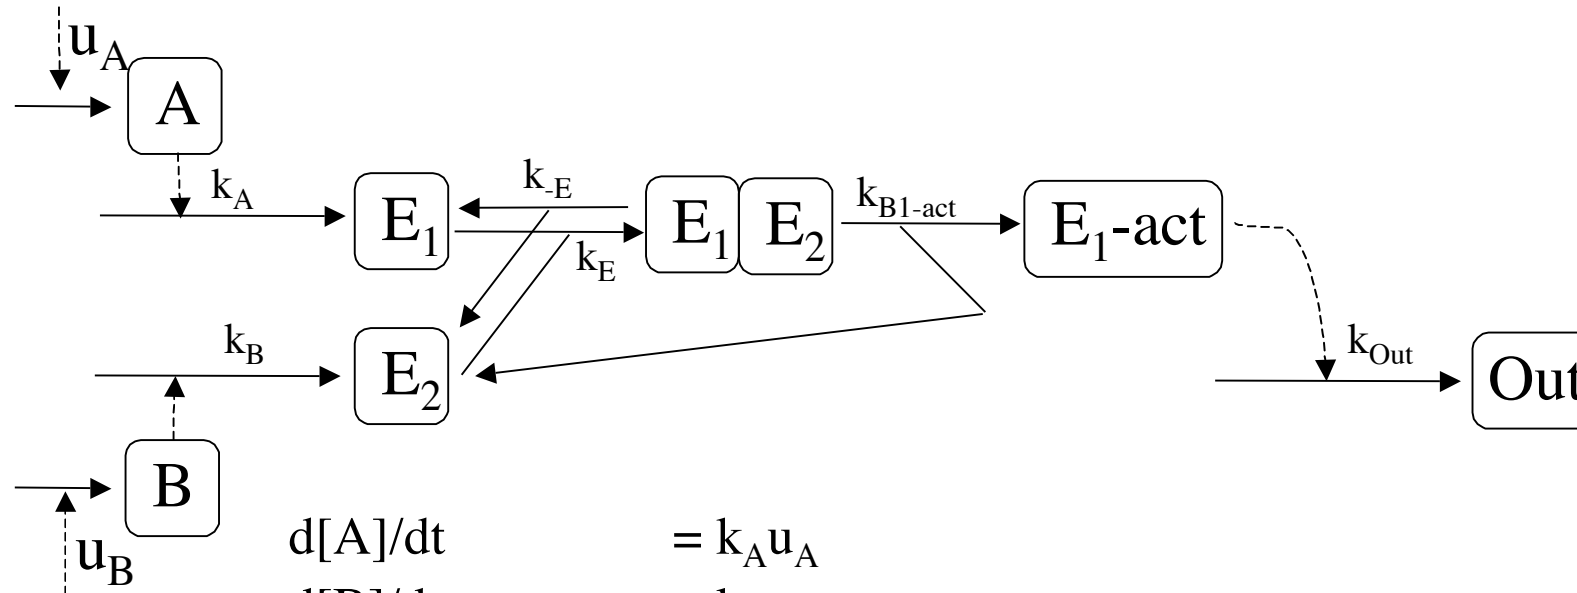 u_A
A
k_A
E_1
k_-E
k_E
E_1 E_2
k_B1-act
E_1-act
k_B
E_2
k_Out
Out
B
u_B
d[A]/dt = k_A u_A